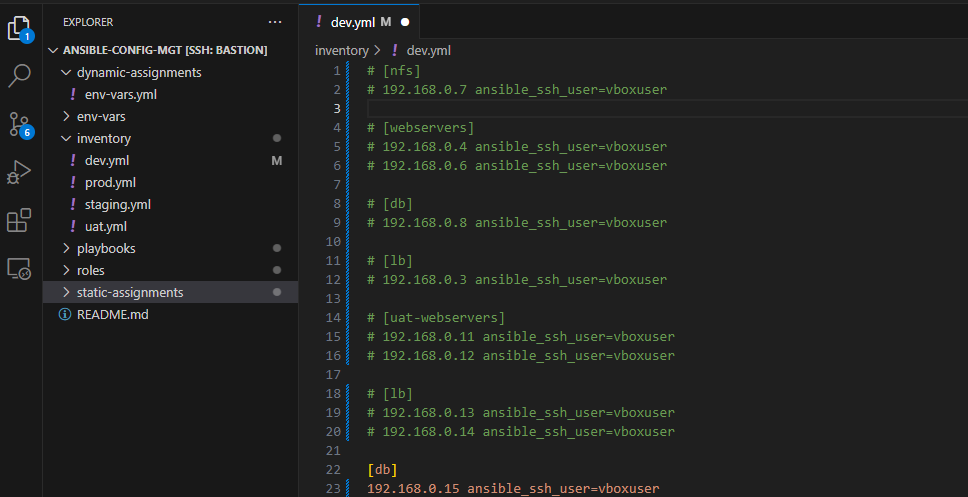 EXPLORER
ANSIBLE-CONFIG-MGT [SSH: BASTION]
dynamic-assignments
! env-vars.yml
env-vars
inventory
! dev.yml M
! prod.yml
! staging.yml
! uat.yml
playbooks
roles
static-assignments
README.md
1
6
! dev.yml M
inventory > ! dev.yml
1 # [nfs]
2 # 192.168.0.7 ansible_ssh_user=vboxuser
3
4 # [webservers]
5 # 192.168.0.4 ansible_ssh_user=vboxuser
6 # 192.168.0.6 ansible_ssh_user=vboxuser
7
8 # [db]
9 # 192.168.0.8 ansible_ssh_user=vboxuser
10
11 # [lb]
12 # 192.168.0.3 ansible_ssh_user=vboxuser
13
14 # [uat-webservers]
15 # 192.168.0.11 ansible_ssh_user=vboxuser
16 # 192.168.0.12 ansible_ssh_user=vboxuser
17
18 # [lb]
19 # 192.168.0.13 ansible_ssh_user=vboxuser
20 # 192.168.0.14 ansible_ssh_user=vboxuser
21
22 [db]
23 192.168.0.15 ansible_ssh_user=vboxuser